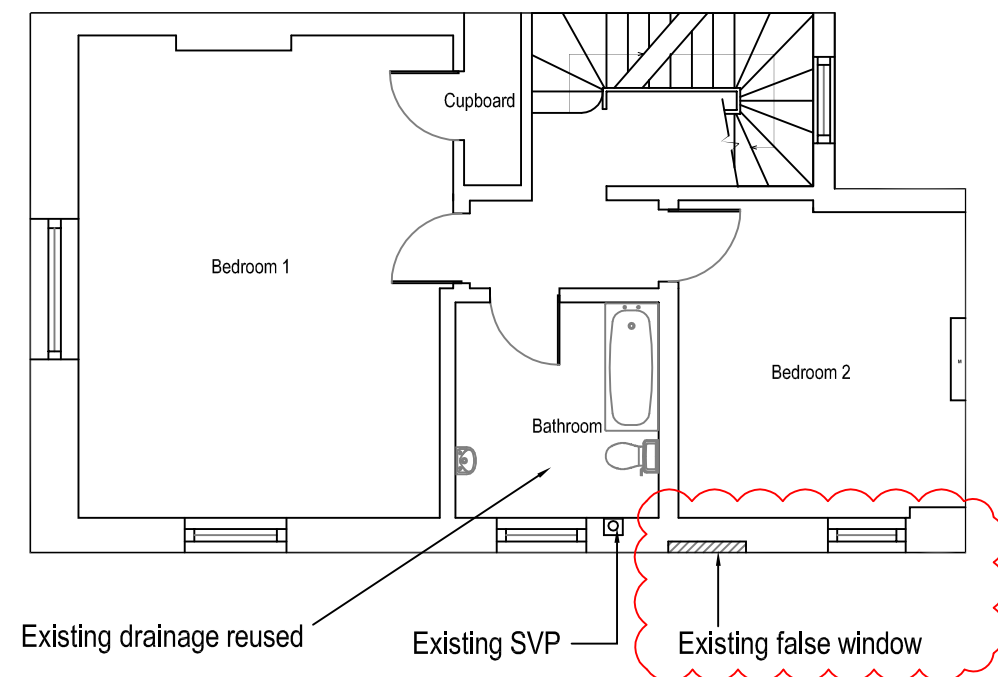 Cupboard
Bedroom 1
Bedroom 2
Bathroom
Existing drainage reused
Existing SVP
Existing false window